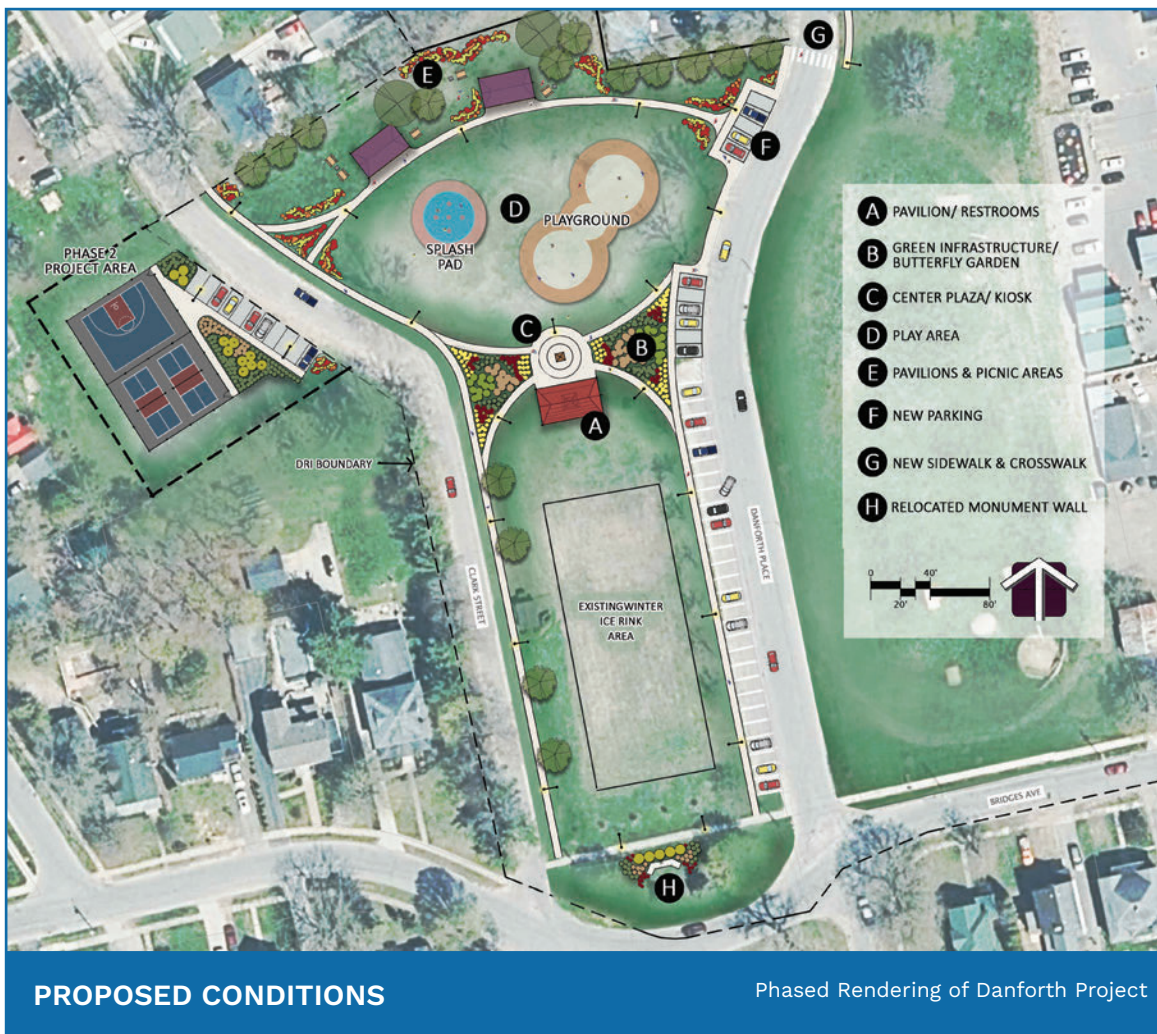 G
E
F
A PAVILION/ RESTROOMS
B GREEN INFRASTRUCTURE/
BUTTERFLY GARDEN
C CENTER PLAZA/ KIOSK
D PLAY AREA
E PAVILIONS & PICNIC AREAS
F NEW PARKING
G NEW SIDEWALK & CROSSWALK
H RELOCATED MONUMENT WALL
0 40'
20' 80'
D
PLAYGROUND
SPLASH
PAD
PHASE 2
PROJECT AREA
C
B
A
DRI BOUNDARY
CLARK STREET
DANFORTH PLACE
EXISTINGWINTER
ICE RINK
AREA
BRIDGES AVE
H
PROPOSED CONDITIONS
Phased Rendering of Danforth Project